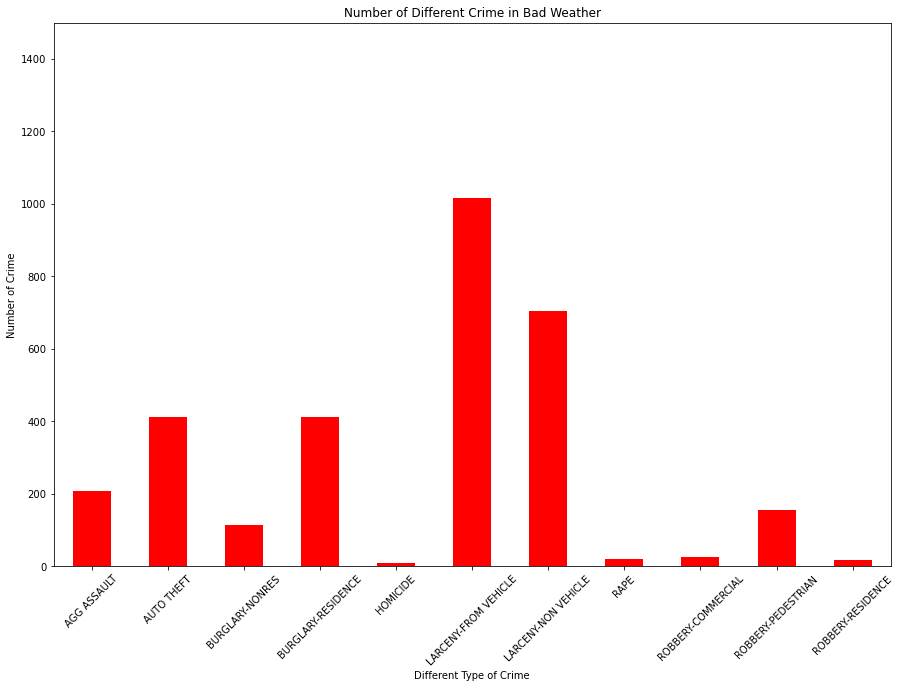 Number of Different Crime in Bad Weather
1400
1200
1000
800
600
400
200
0
Number of Crime
AGG ASSAULT
AUTO THEFT
BURGLARY-NONRES
BURGLARY-RESIDENCE
HOMICIDE
LARCENY-FROM VEHICLE
LARCENY-NON VEHICLE
RAPE
ROBBERY-COMMERCIAL
ROBBERY-PEDESTRIAN
ROBBERY-RESIDENCE
Different Type of Crime